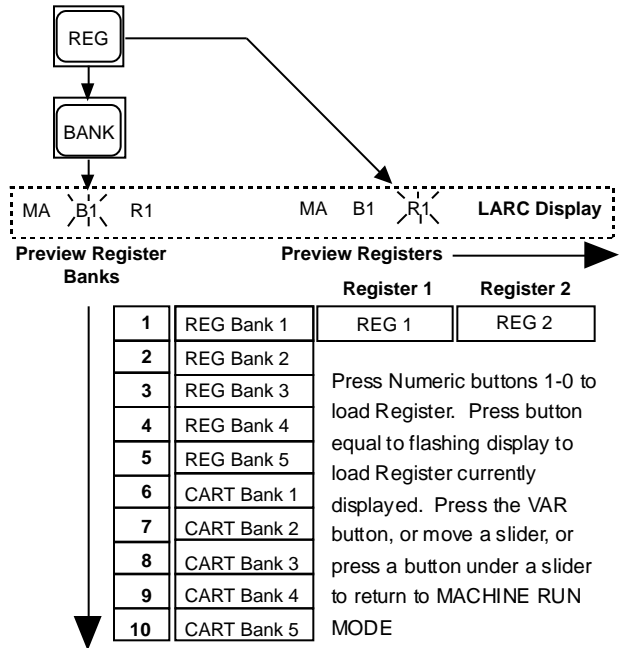 REG
BANK
MA B1 R1 MA B1 R1 LARC Display
Preview Register Banks
Preview Registers
Register 1 Register 2
1 REG Bank 1 REG 1 REG 2
2 REG Bank 2
3 REG Bank 3
4 REG Bank 4
5 REG Bank 5
6 CART Bank 1
7 CART Bank 2
8 CART Bank 3
9 CART Bank 4
10 CART Bank 5
Press Numeric buttons 1-0 to
load Register. Press button
equal to flashing display to
load Register currently
displayed. Press the VAR
button, or move a slider, or
press a button under a slider
to return to MACHINE RUN
MODE